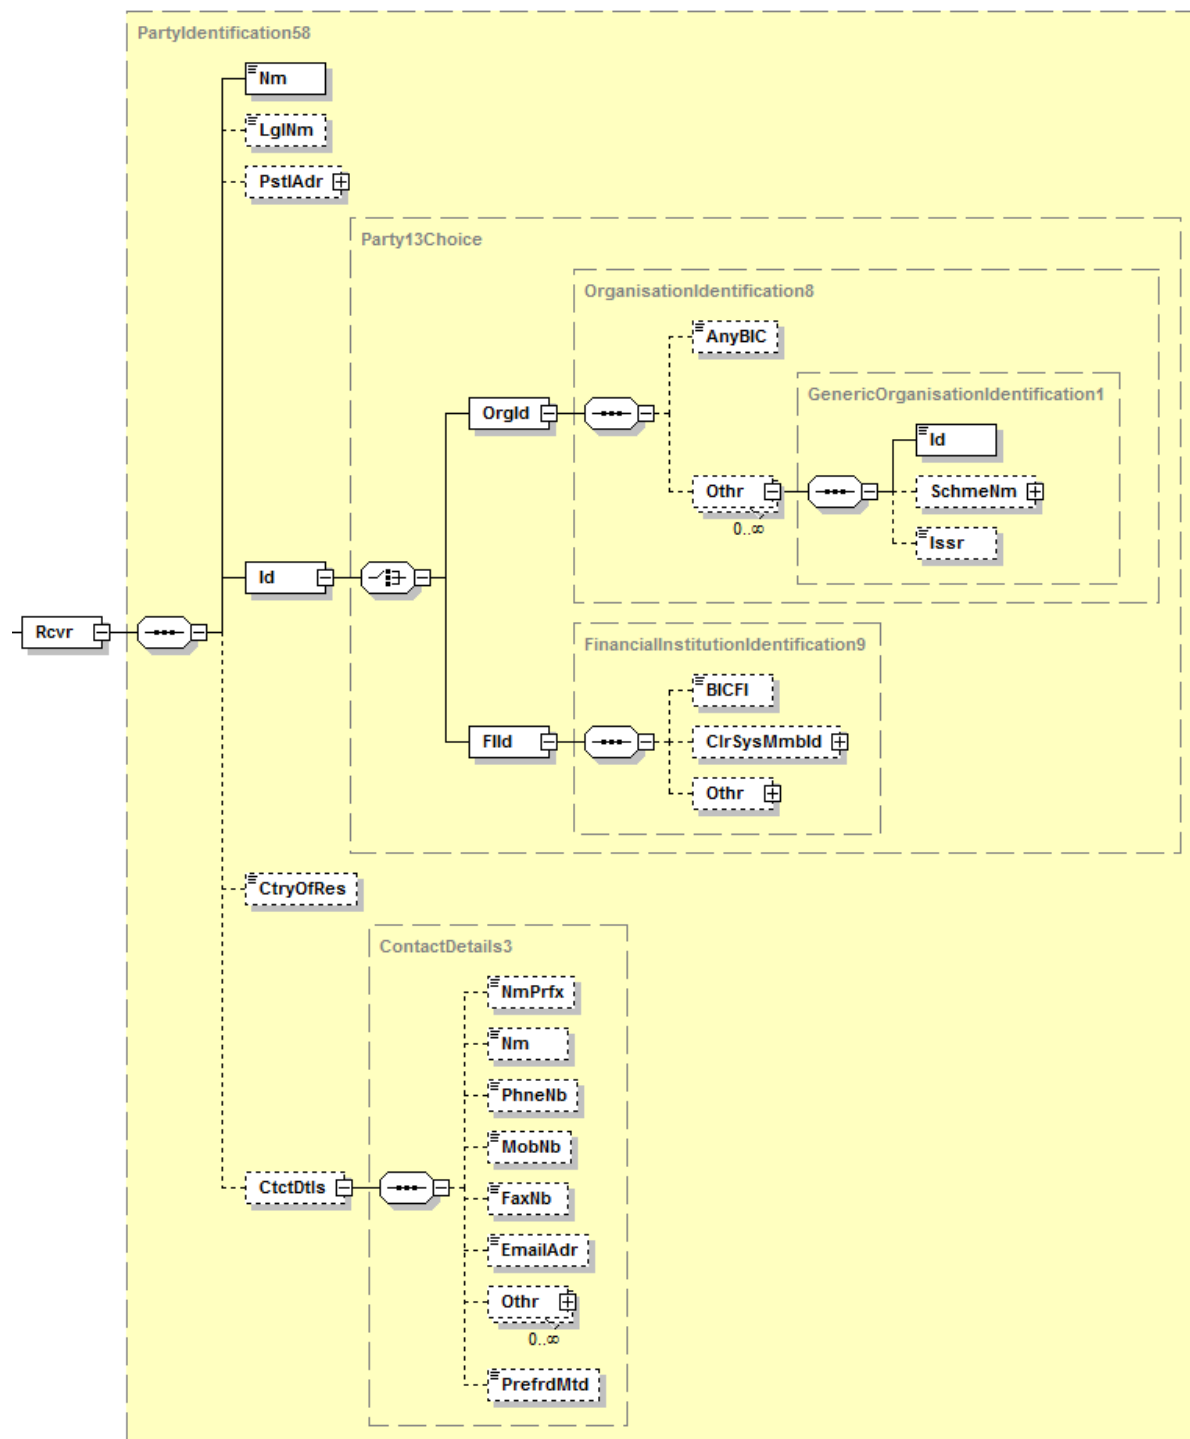 PartyIdentification58
Nm
LglNm
PstlAdr
Party13Choice
OrganisationIdentification8
AnyBIC
GenericOrganisationIdentification1
OrgId
Id
Othr
SchmeNm
0..∞
Issr
Id
Rcvr
FinancialInstitutionIdentification9
BICFI
FIId
ClrSysMmbId
Othr
CtryOfRes
ContactDetails3
NmPrfx
Nm
PhneNb
MobNb
CtctDtls
FaxNb
EmailAdr
Othr
0..∞
PrefrdMtd